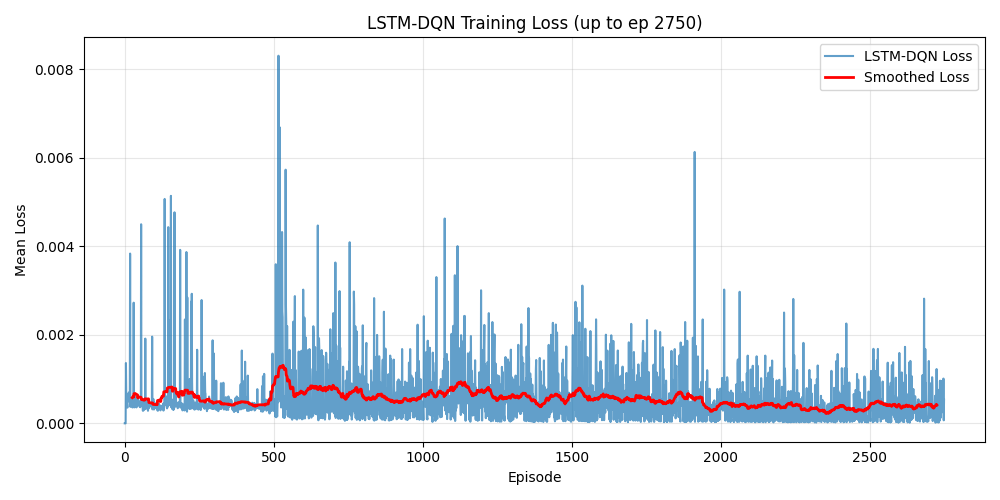 LSTM-DQN Training Loss (up to ep 2750)
LSTM-DQN Loss
Smoothed Loss
Mean Loss
0.008
0.006
0.004
0.002
0.000
0 500 1000 1500 2000 2500
Episode